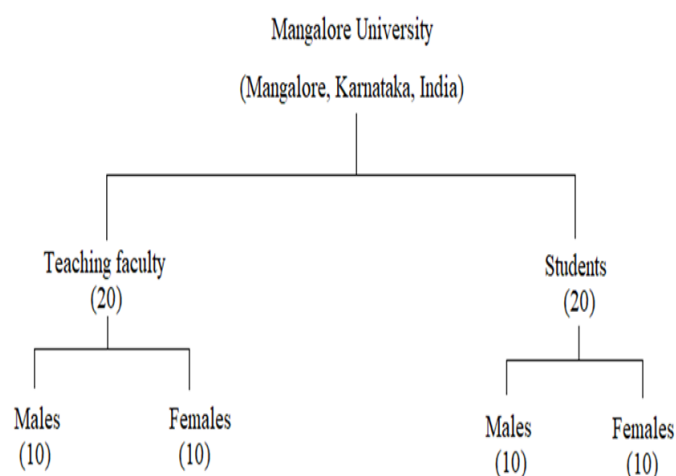 Mangalore University
(Mangalore, Karnataka, India)
Teaching faculty
(20)
Students
(20)
Males
(10)
Females
(10)
Males
(10)
Females
(10)